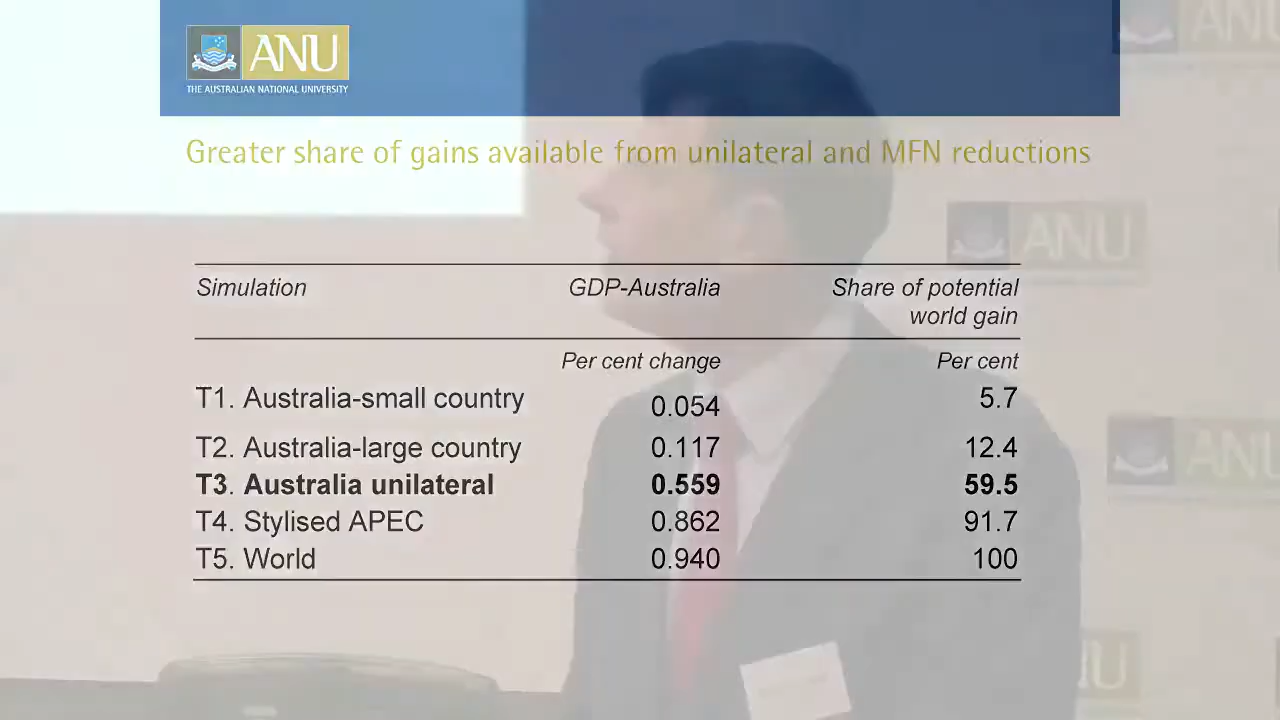 ANU
THE AUSTRALIAN NATIONAL UNIVERSITY
Greater share of gains available from unilateral and MFN reductions
ANU
Simulation GDP-Australia Share of potential
world gain
Per cent change Per cent
T1. Australia-small country 0.054 5.7
T2. Australia-large country 0.117 12.4
T3. Australia unilateral 0.559 59.5
ANU
T4. Stylised APEC 0.862 91.7
T5. World 0.940 100